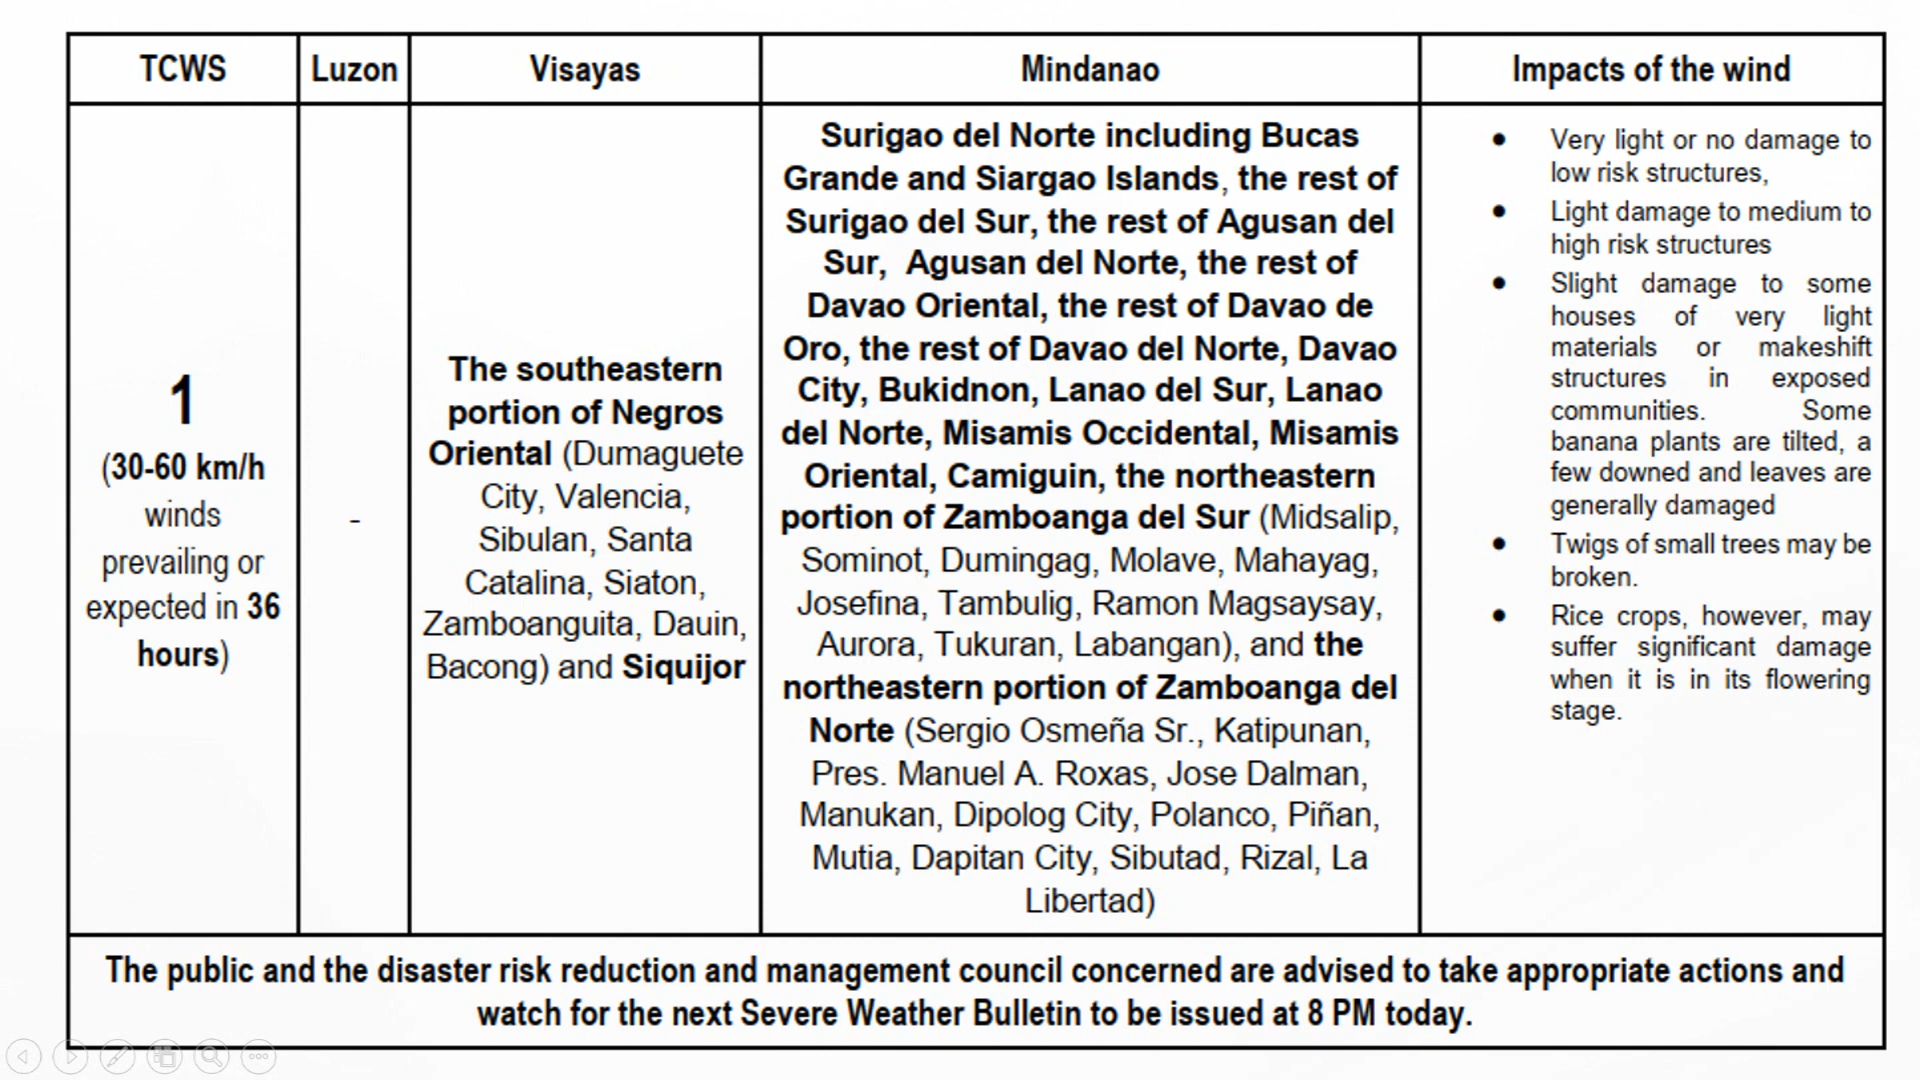 TCWS
Luzon
Visayas
Mindanao
Impacts of the wind
1
(30-60 km/h
winds
prevailing or
expected in 36
hours)
-
The southeastern
portion of Negros
Oriental (Dumaguete
City, Valencia,
Sibulan, Santa
Catalina, Siaton,
Zamboanguita, Dauin,
Bacong) and Siquijor
Surigao del Norte including Bucas
Grande and Siargao Islands, the rest of
Surigao del Sur, the rest of Agusan del
Sur, Agusan del Norte, the rest of
Davao Oriental, the rest of Davao de
Oro, the rest of Davao del Norte, Davao
City, Bukidnon, Lanao del Sur, Lanao
del Norte, Misamis Occidental, Misamis
Oriental, Camiguin, the northeastern
portion of Zamboanga del Sur (Midsalip,
Sominot, Dumingag, Molave, Mahayag,
Josefina, Tambulig, Ramon Magsaysay,
Aurora, Tukuran, Labangan), and the
northeastern portion of Zamboanga del
Norte (Sergio Osmeña Sr., Katipunan,
Pres. Manuel A. Roxas, Jose Dalman,
Manukan, Dipolog City, Polanco, Piñan,
Mutia, Dapitan City, Sibutad, Rizal, La
Libertad)
● Very light or no damage to
low risk structures,
● Light damage to medium to
high risk structures
● Slight damage to some
houses of very light
materials or makeshift
structures in exposed
communities. Some
banana plants are tilted, a
few downed and leaves are
generally damaged
● Twigs of small trees may be
broken.
● Rice crops, however, may
suffer significant damage
when it is in its flowering
stage.
The public and the disaster risk reduction and management council concerned are advised to take appropriate actions and
watch for the next Severe Weather Bulletin to be issued at 8 PM today.